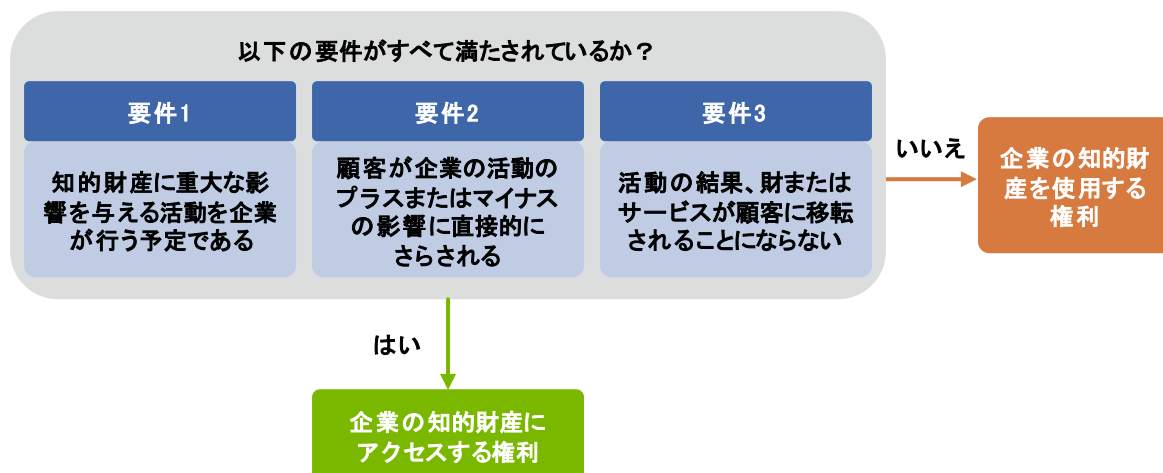 以下の要件がすべて満たされているか？
要件1
要件2
要件3
知的財産に重大な影
響を与える活動を企業
が行う予定である
顧客が企業の活動の
プラスまたはマイナス
の影響に直接的に
さらされる
活動の結果、財または
サービスが顧客に移転
されることにならない
いいえ
企業の知的財
産を使用する
権利
はい
企業の知的財産に
アクセスする権利